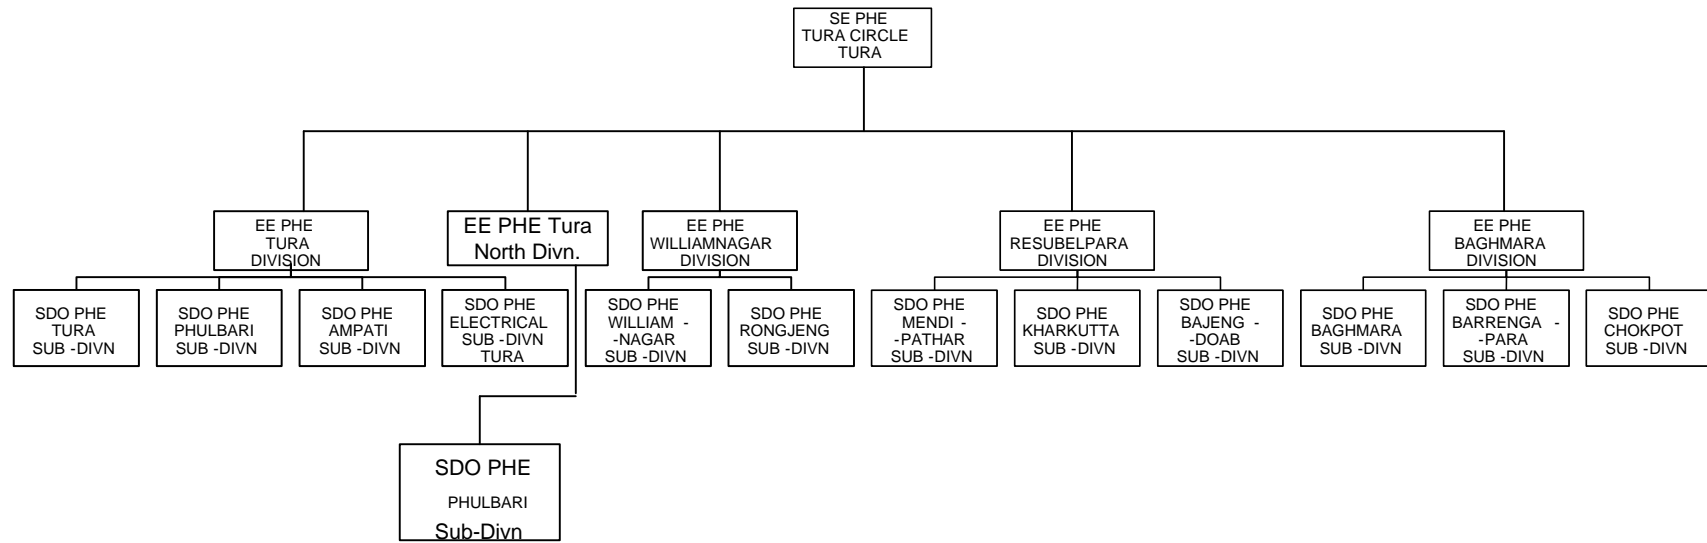 SE PHE
TURA CIRCLE
TURA
EE PHE
TURA
DIVISION
EE PHE Tura
North Divn.
EE PHE
WILLIAMNAGAR
DIVISION
EE PHE
RESUBELPARA
DIVISION
EE PHE
BAGHMARA
DIVISION
SDO PHE
TURA
SUB -DIVN
SDO PHE
PHULBARI
SUB -DIVN
SDO PHE
AMPATI
SUB -DIVN
SDO PHE
ELECTRICAL
SUB -DIVN
TURA
SDO PHE
WILLIAM -
-NAGAR
SUB -DIVN
SDO PHE
RONGJENG
SUB -DIVN
SDO PHE
MENDI -
-PATHAR
SUB -DIVN
SDO PHE
KHARKUTTA
SUB -DIVN
SDO PHE
BAJENG -
-DOAB
SUB -DIVN
SDO PHE
BAGHMARA
SUB -DIVN
SDO PHE
BARRENGA -
-PARA
SUB -DIVN
SDO PHE
CHOKPOT
SUB -DIVN
SDO PHE
PHULBARI
Sub-Divn